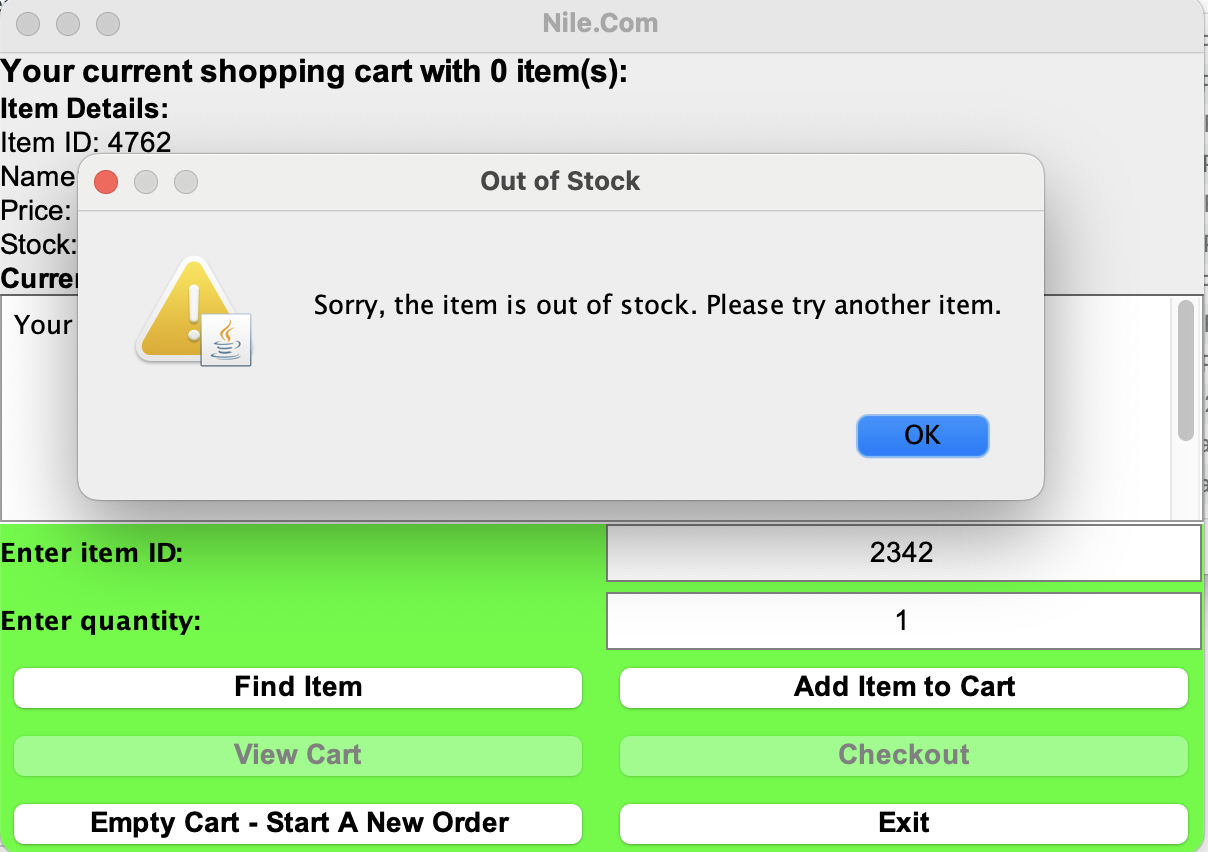 Nile.Com
Your current shopping cart with 0 item(s):
Item Details:
Item ID: 4762
Name
Price:
Stock:
Out of Stock
Sorry, the item is out of stock. Please try another item.
OK
Your
Enter item ID:
2342
Enter quantity:
1
Find Item
Add Item to Cart
View Cart
Checkout
Empty Cart - Start A New Order
Exit